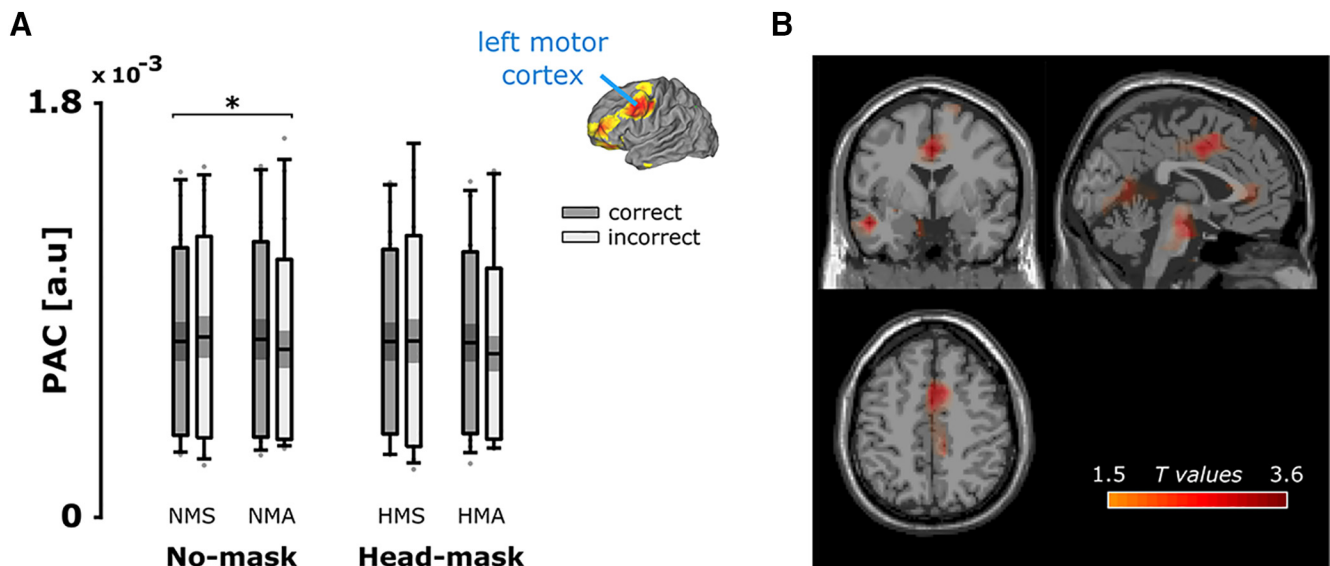 A
B
left motor
cortex
x 10-3
1.8
*
PAC [a.u]
correct
incorrect
0
NMS NMA HMS HMA
No-mask Head-mask
1.5 T values 3.6